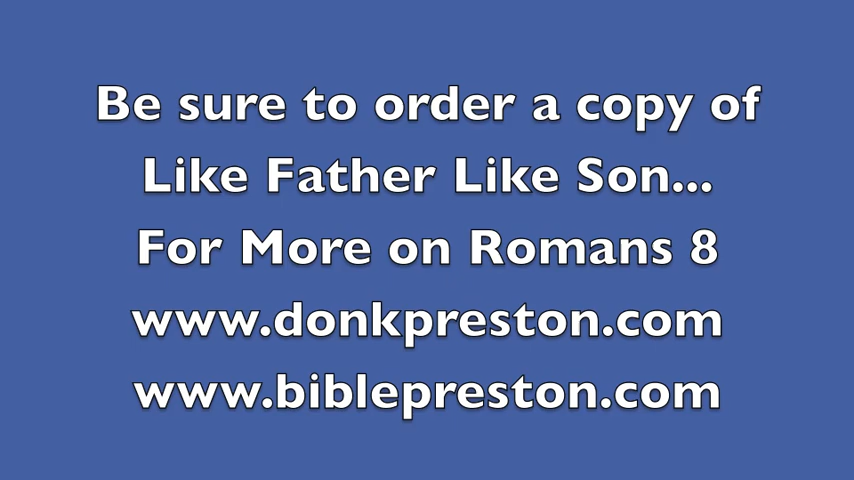 Be sure to order a copy of
Like Father Like Son...
For More on Romans 8
www.donkpreston.com
www.biblepreston.com